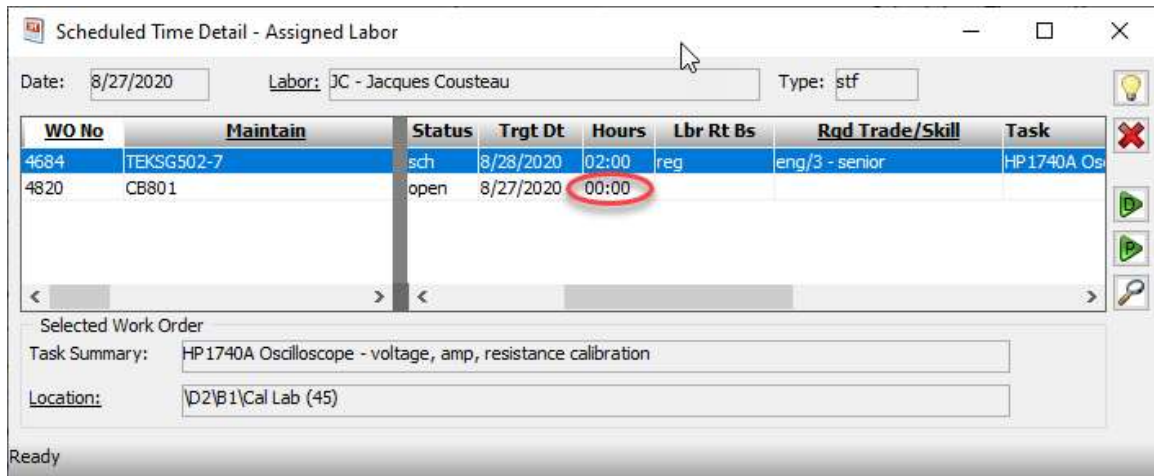 Scheduled Time Detail - Assigned Labor
Date: 8/27/2020 Labor: JC - Jacques Cousteau Type: stf
WO No Maintain Status Trgt Dt Hours Lbr Rt Bs Rqd Trade/Skill Task
4684 TEKSG502-7 sch 8/28/2020 02:00 reg eng/3 - senior HP1740A Os
4820 CB801 open 8/27/2020 00:00
D
P
Selected Work Order
Task Summary: HP1740A Oscilloscope - voltage, amp, resistance calibration
Location: \D2\B1\Cal Lab (45)
Ready